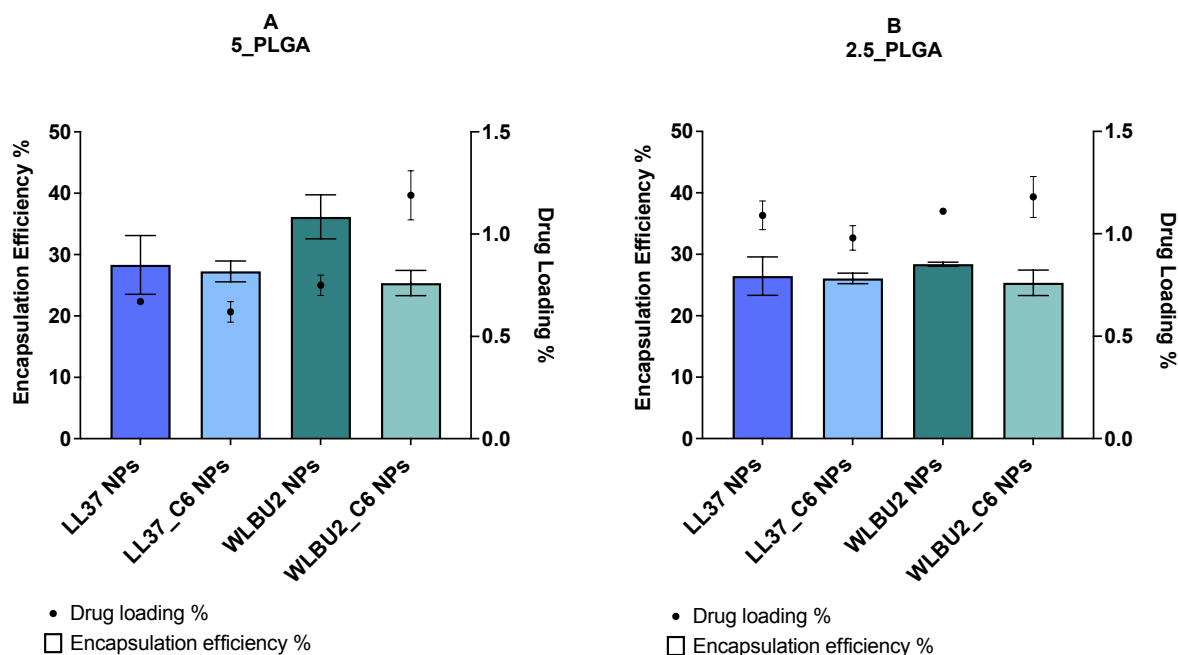 A
5_PLGA
Encapsulation Efficiency %
50
40
30
20
10
0
1.5
1.0
0.5
0.0
Drug Loading %
LL37 NPs
LL37_C6 NPs
WLBU2 NPs
WLBU2_C6 NPs
Drug loading %
Encapsulation efficiency %
B
2.5_PLGA
Encapsulation Efficiency %
50
40
30
20
10
0
1.5
1.0
0.5
0.0
Drug Loading %
LL37 NPs
LL37_C6 NPs
WLBU2 NPs
WLBU2_C6 NPs
Drug loading %
Encapsulation efficiency %